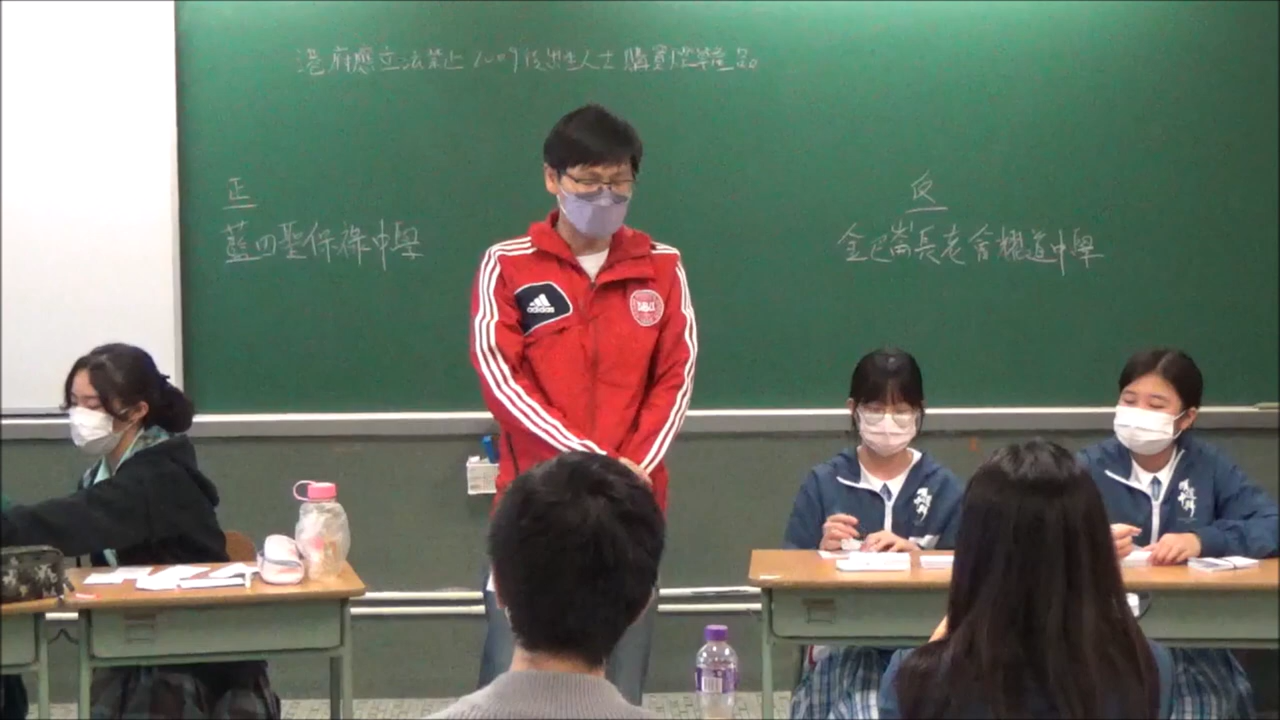 港府應立法禁止2009後出生人士購買煙草產品。
正
藍田聖保祿中學
反
金巴崙長老會耀道中學
adidas